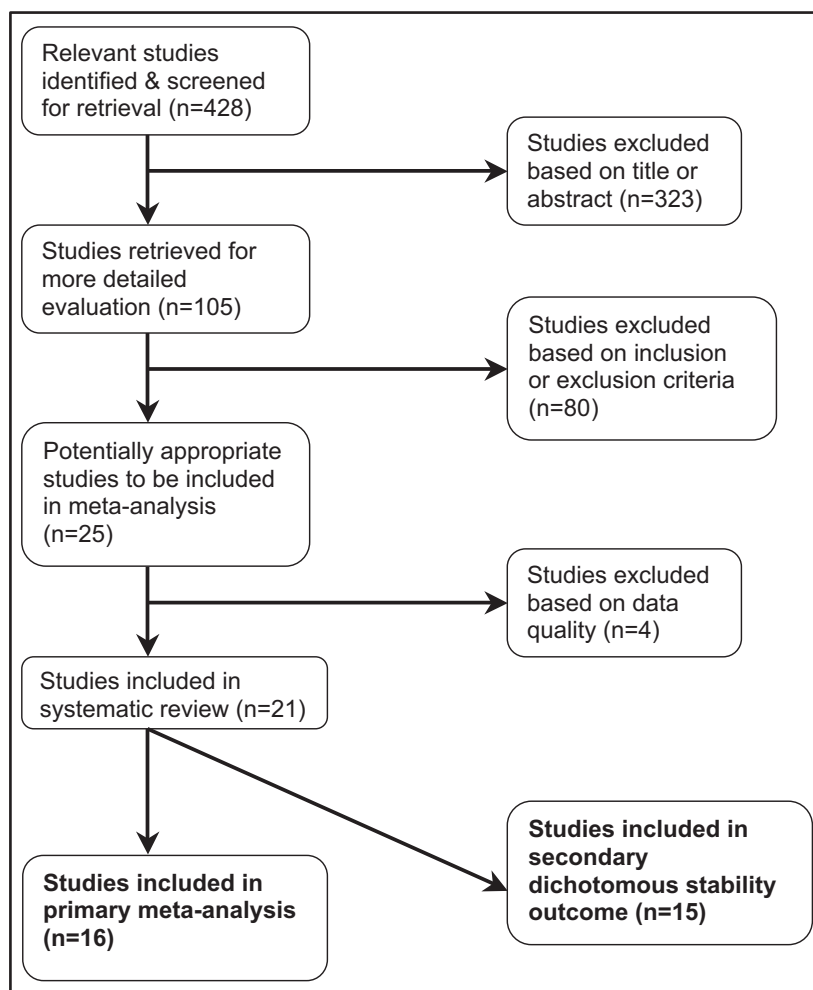 Relevant studies
identified & screened
for retrieval (n=428)
Studies excluded
based on title or
abstract (n=323)
Studies retrieved for
more detailed
evaluation (n=105)
Studies excluded
based on inclusion
or exclusion criteria
(n=80)
Potentially appropriate
studies to be included
in meta-analysis
(n=25)
Studies excluded
based on data
quality (n=4)
Studies included in
systematic review (n=21)
Studies included in
secondary
dichotomous stability
outcome (n=15)
Studies included in
primary meta-analysis
(n=16)